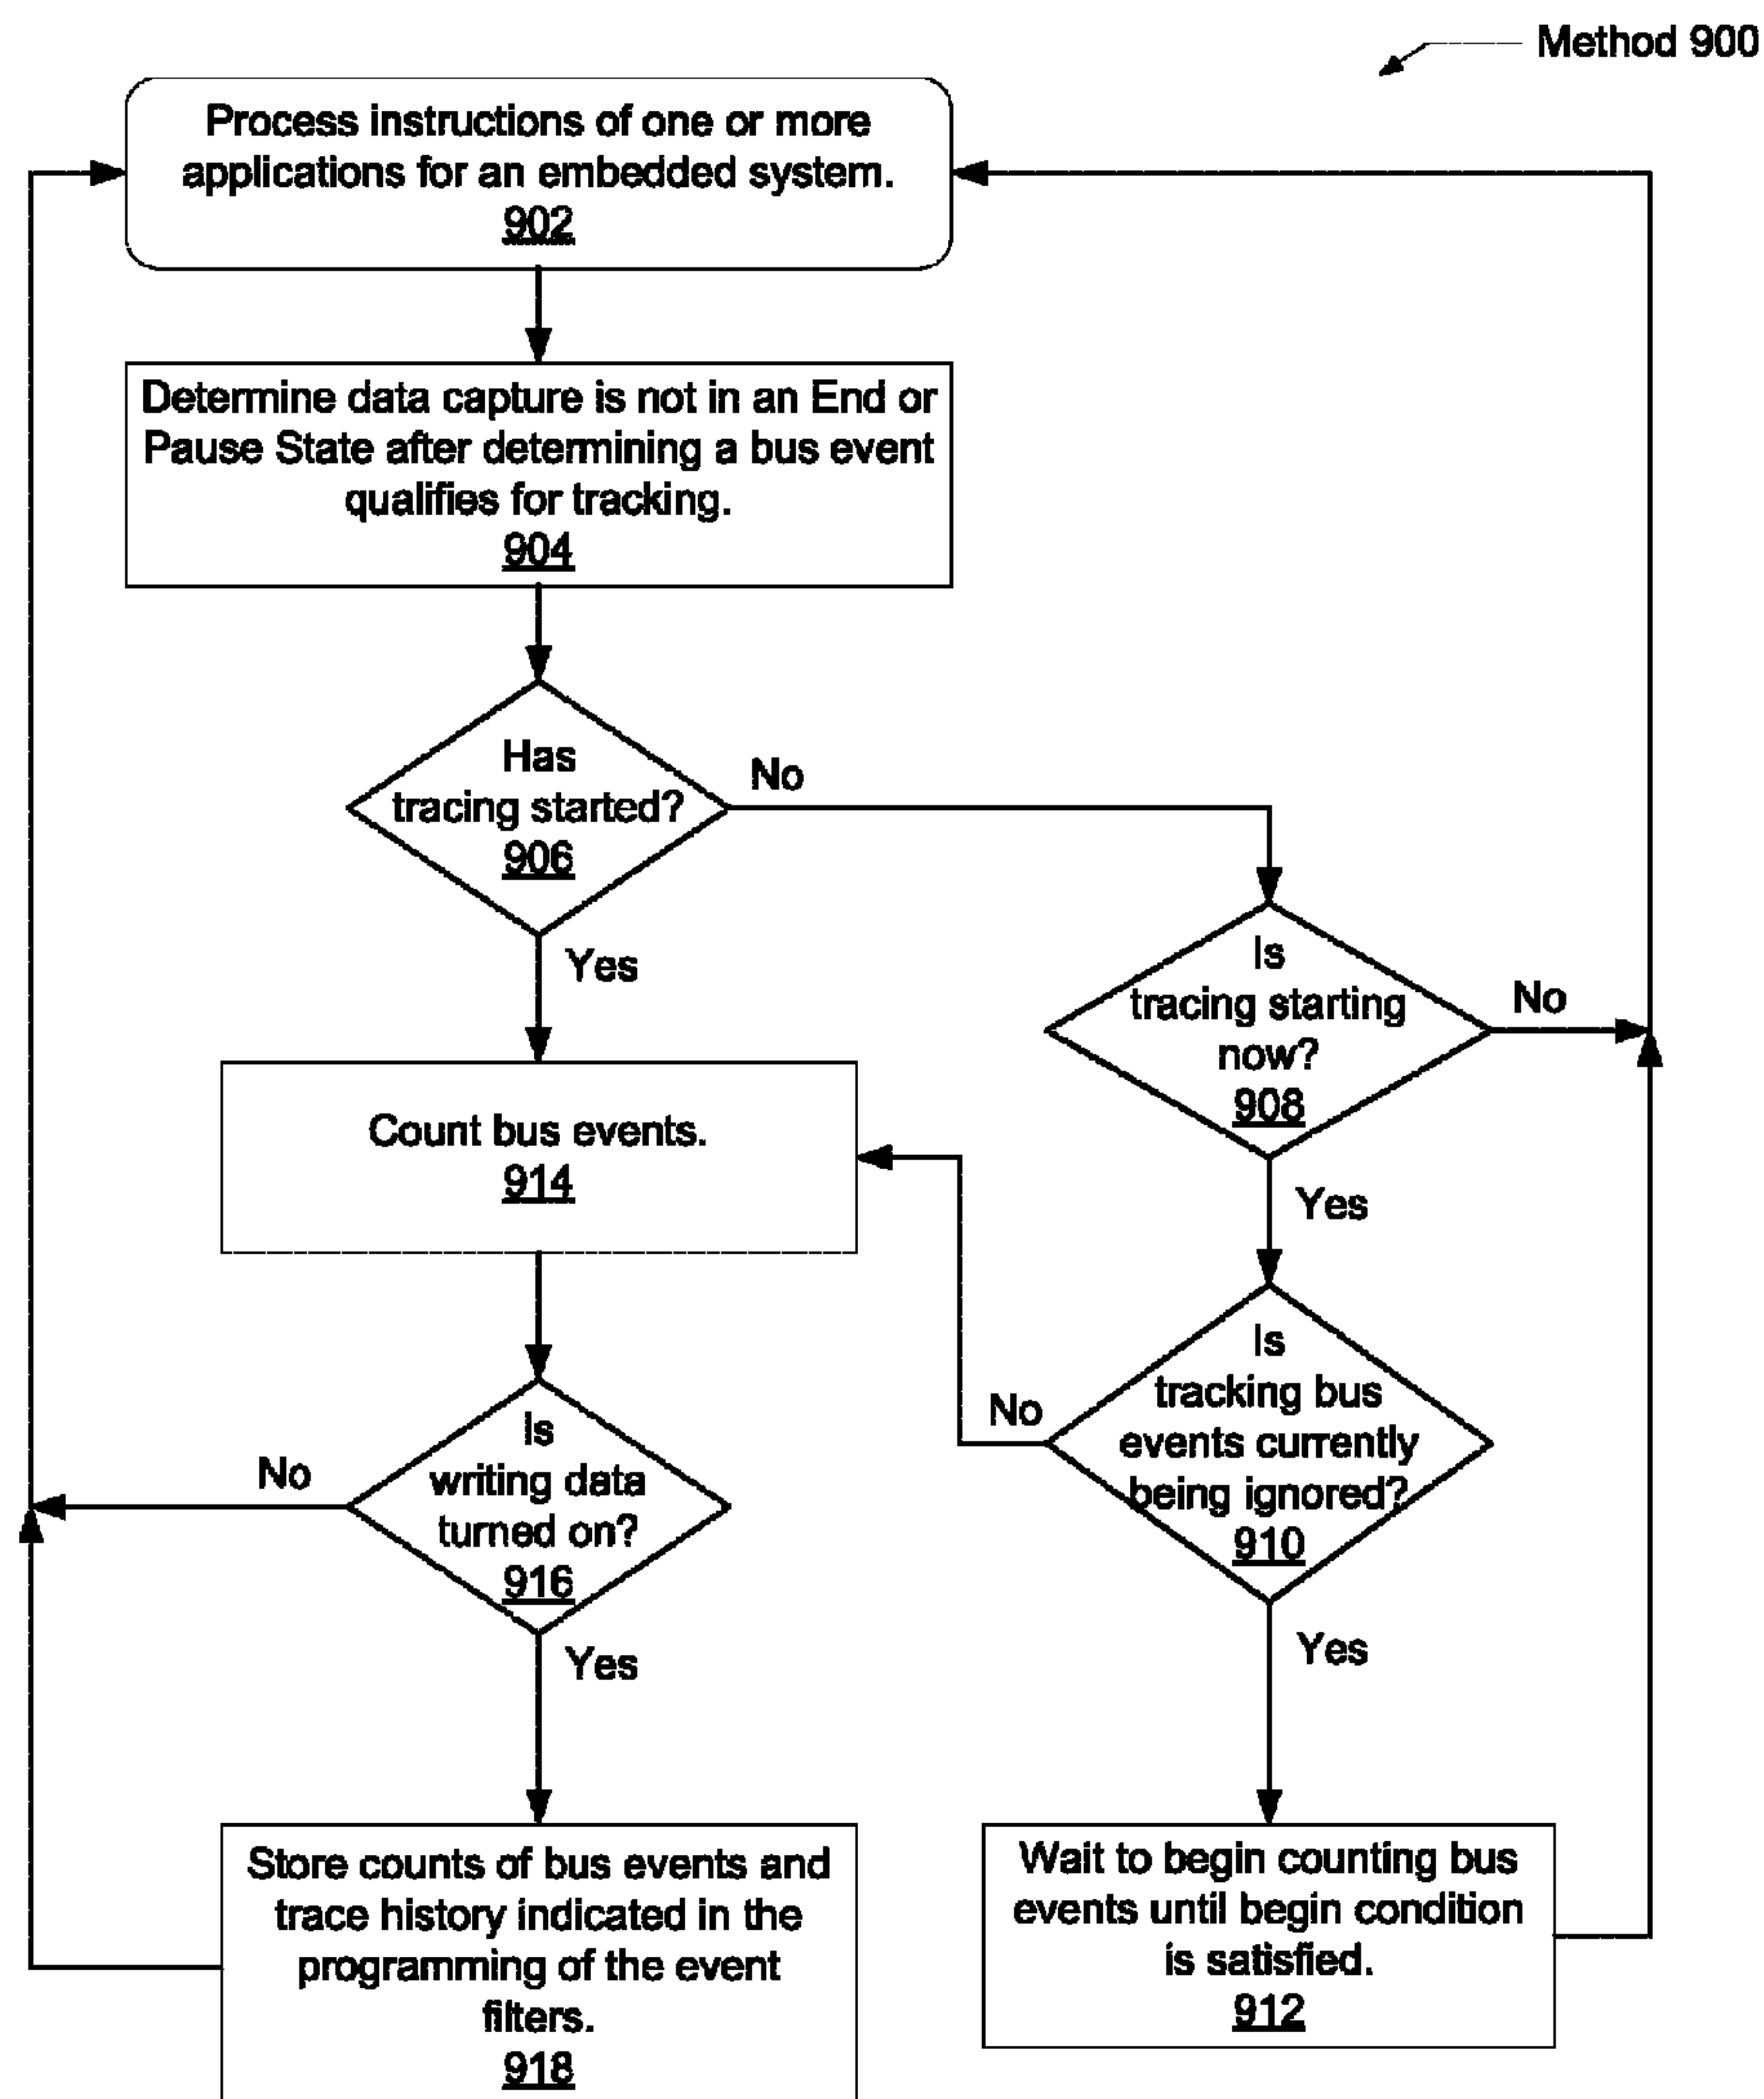 Method 900
Process instructions of one or more
applications for an embedded system.
902
Determine data capture is not in an End or
Pause State after determining a bus event
qualifies for tracking.
904
Has
tracing started?
906
No
Yes
Is
tracing starting
now?
908
No
Yes
Count bus events.
914
Is
tracking bus
events currently
being ignored?
910
No
Yes
Is
writing data
turned on?
916
No
Yes
Store counts of bus events and
trace history indicated in the
programming of the event
filters.
918
Wait to begin counting bus
events until begin condition
is satisfied.
912